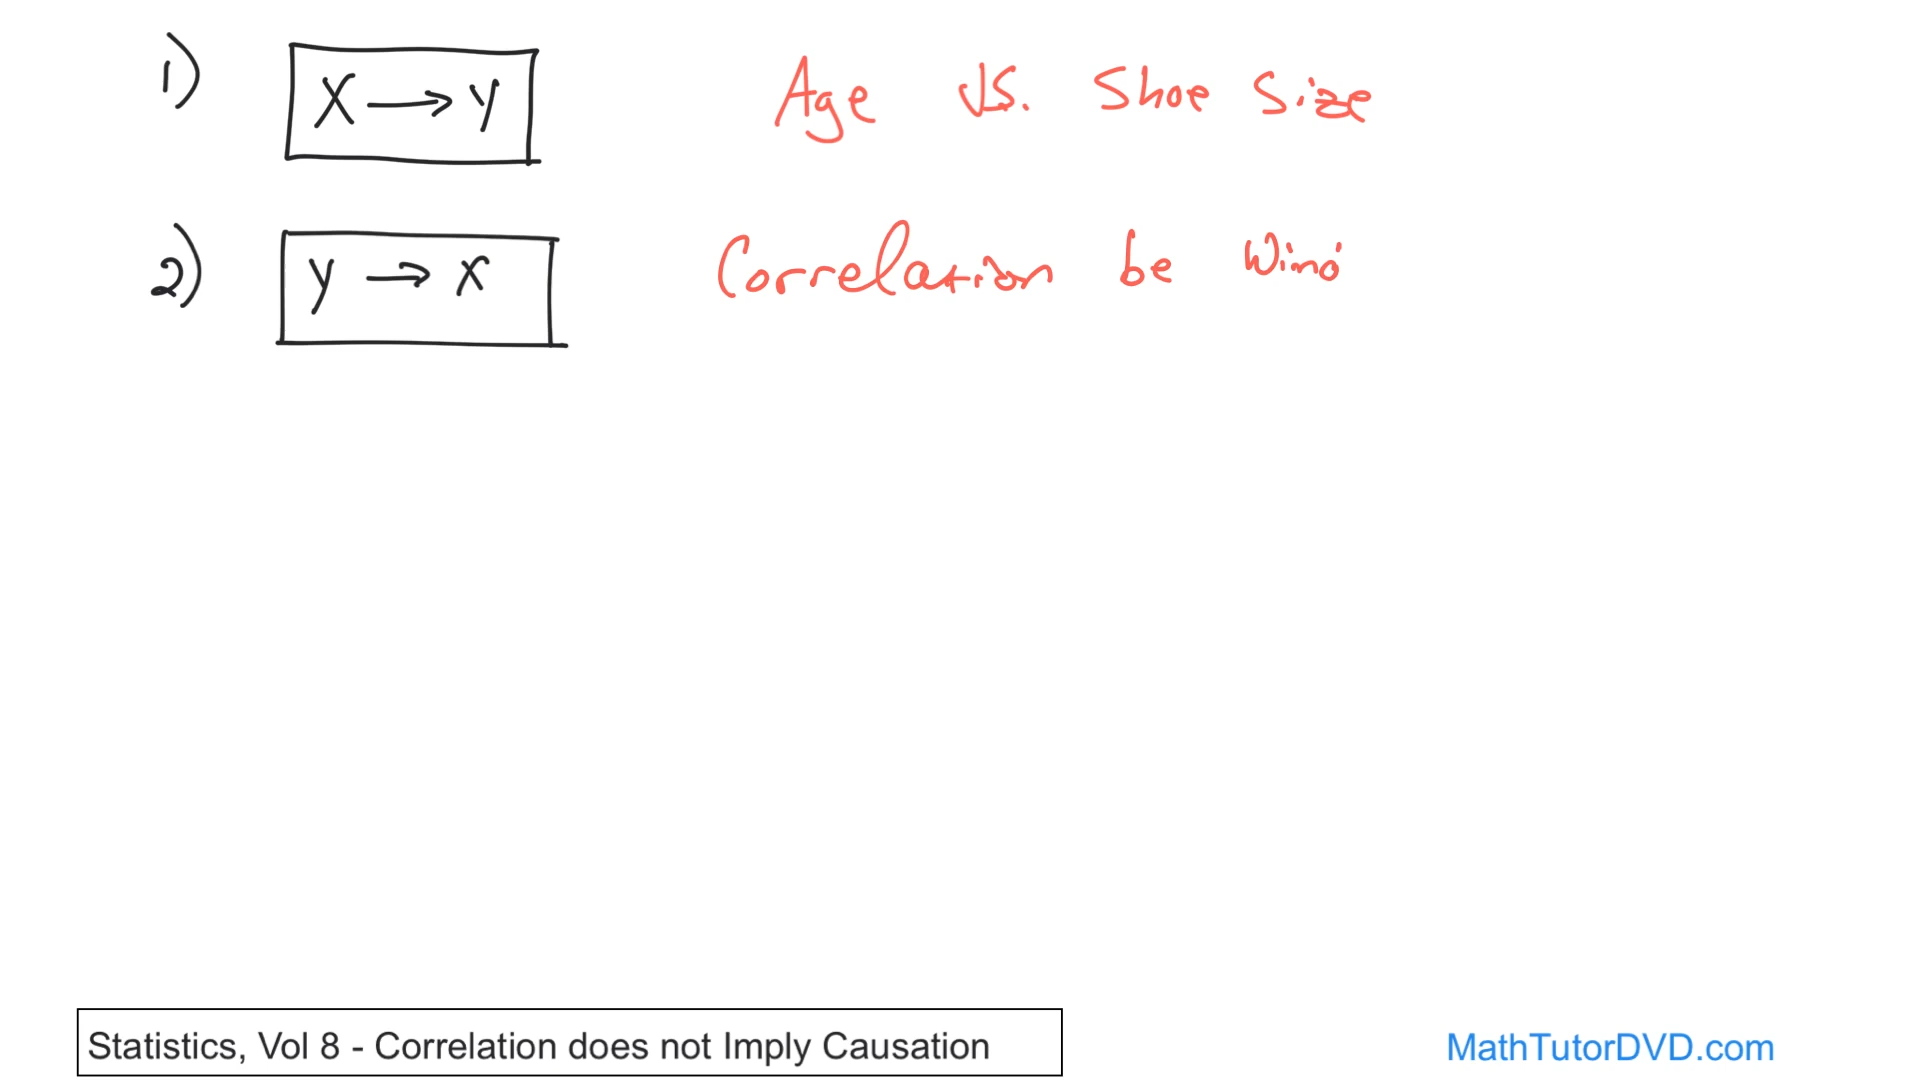 1) X → Y Age vs. Shoe Size
2) y → x Correlation be Wind
Statistics, Vol 8 - Correlation does not Imply Causation
MathTutorDVD.com